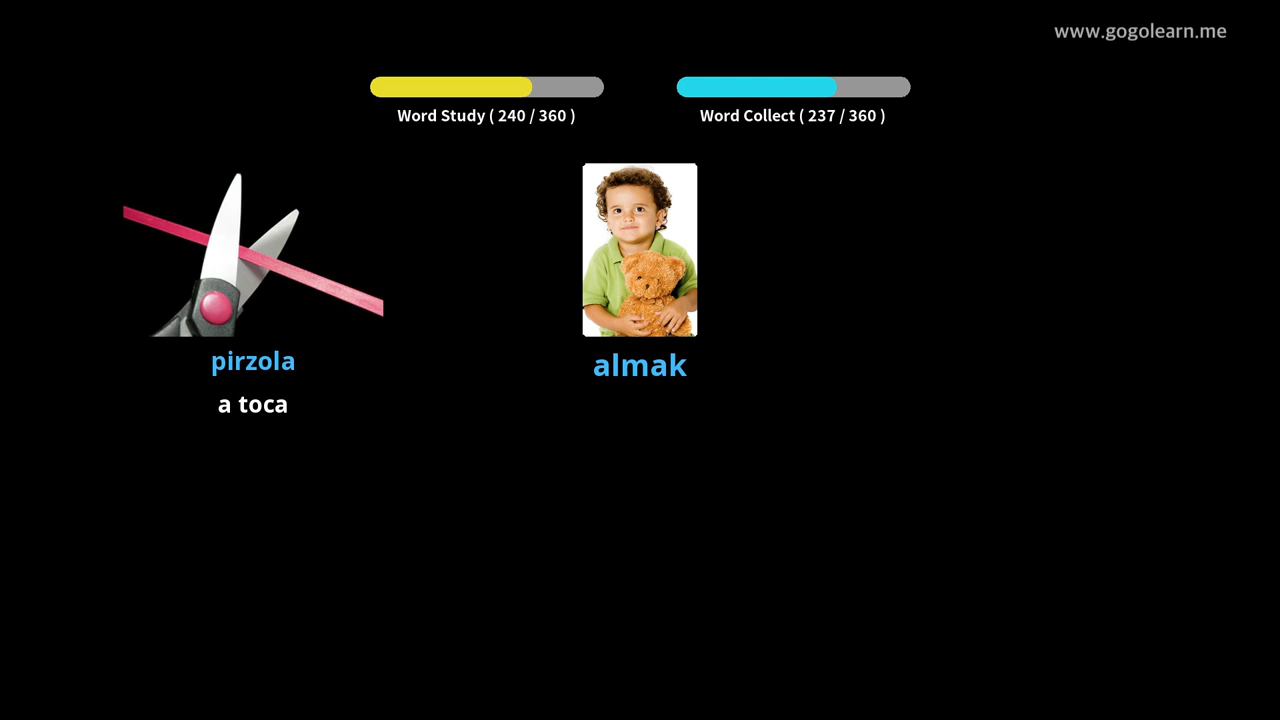 www.gogolearn.me
Word Study ( 240 / 360 )
Word Collect ( 237 / 360 )
pirzola
a toca
almak